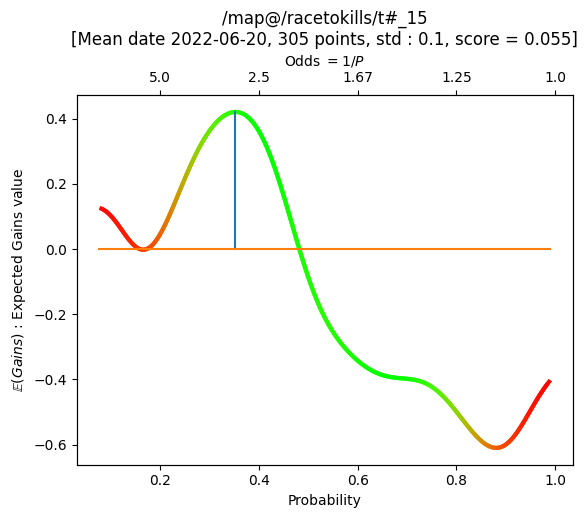 /map@/racetokills/t#_15
[Mean date 2022-06-20, 305 points, std : 0.1, score = 0.055]
Odds = 1/P
5.0 2.5 1.67 1.25 1.0
𝔼(Gains) : Expected Gains value
0.4
0.2
0.0
−0.2
−0.4
−0.6
0.2 0.4 0.6 0.8 1.0
Probability